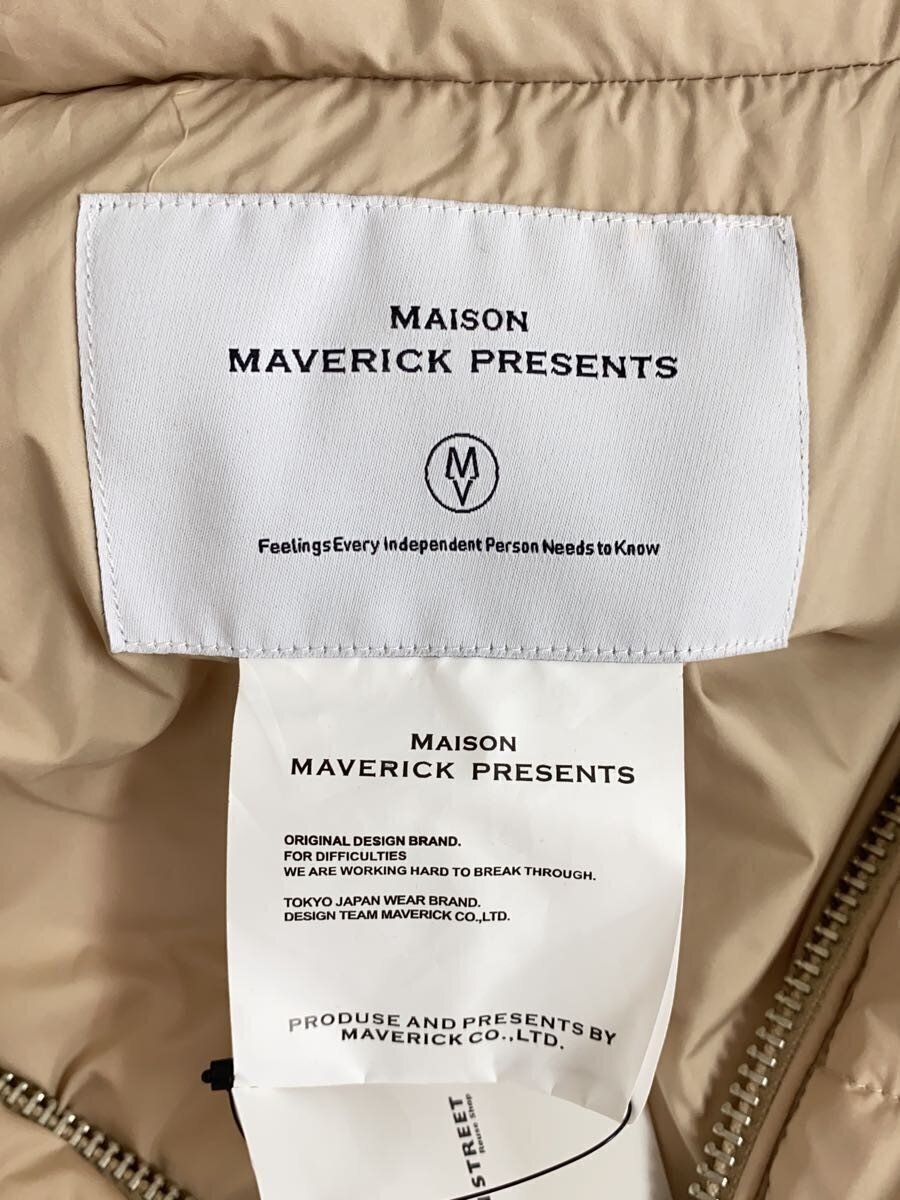 MAISON
MAVERICK PRESENTS
M
V
Feelings Every Independent Person Needs to Know
MAISON
MAVERICK PRESENTS
ORIGINAL DESIGN BRAND.
FOR DIFFICULTIES
WE ARE WORKING HARD TO BREAK THROUGH.
TOKYO JAPAN WEAR BRAND.
DESIGN TEAM MAVERICK CO.,LTD.
PRODUSE AND PRESENTS BY
MAVERICK CO.,LTD.
STREET
Reuse Shop